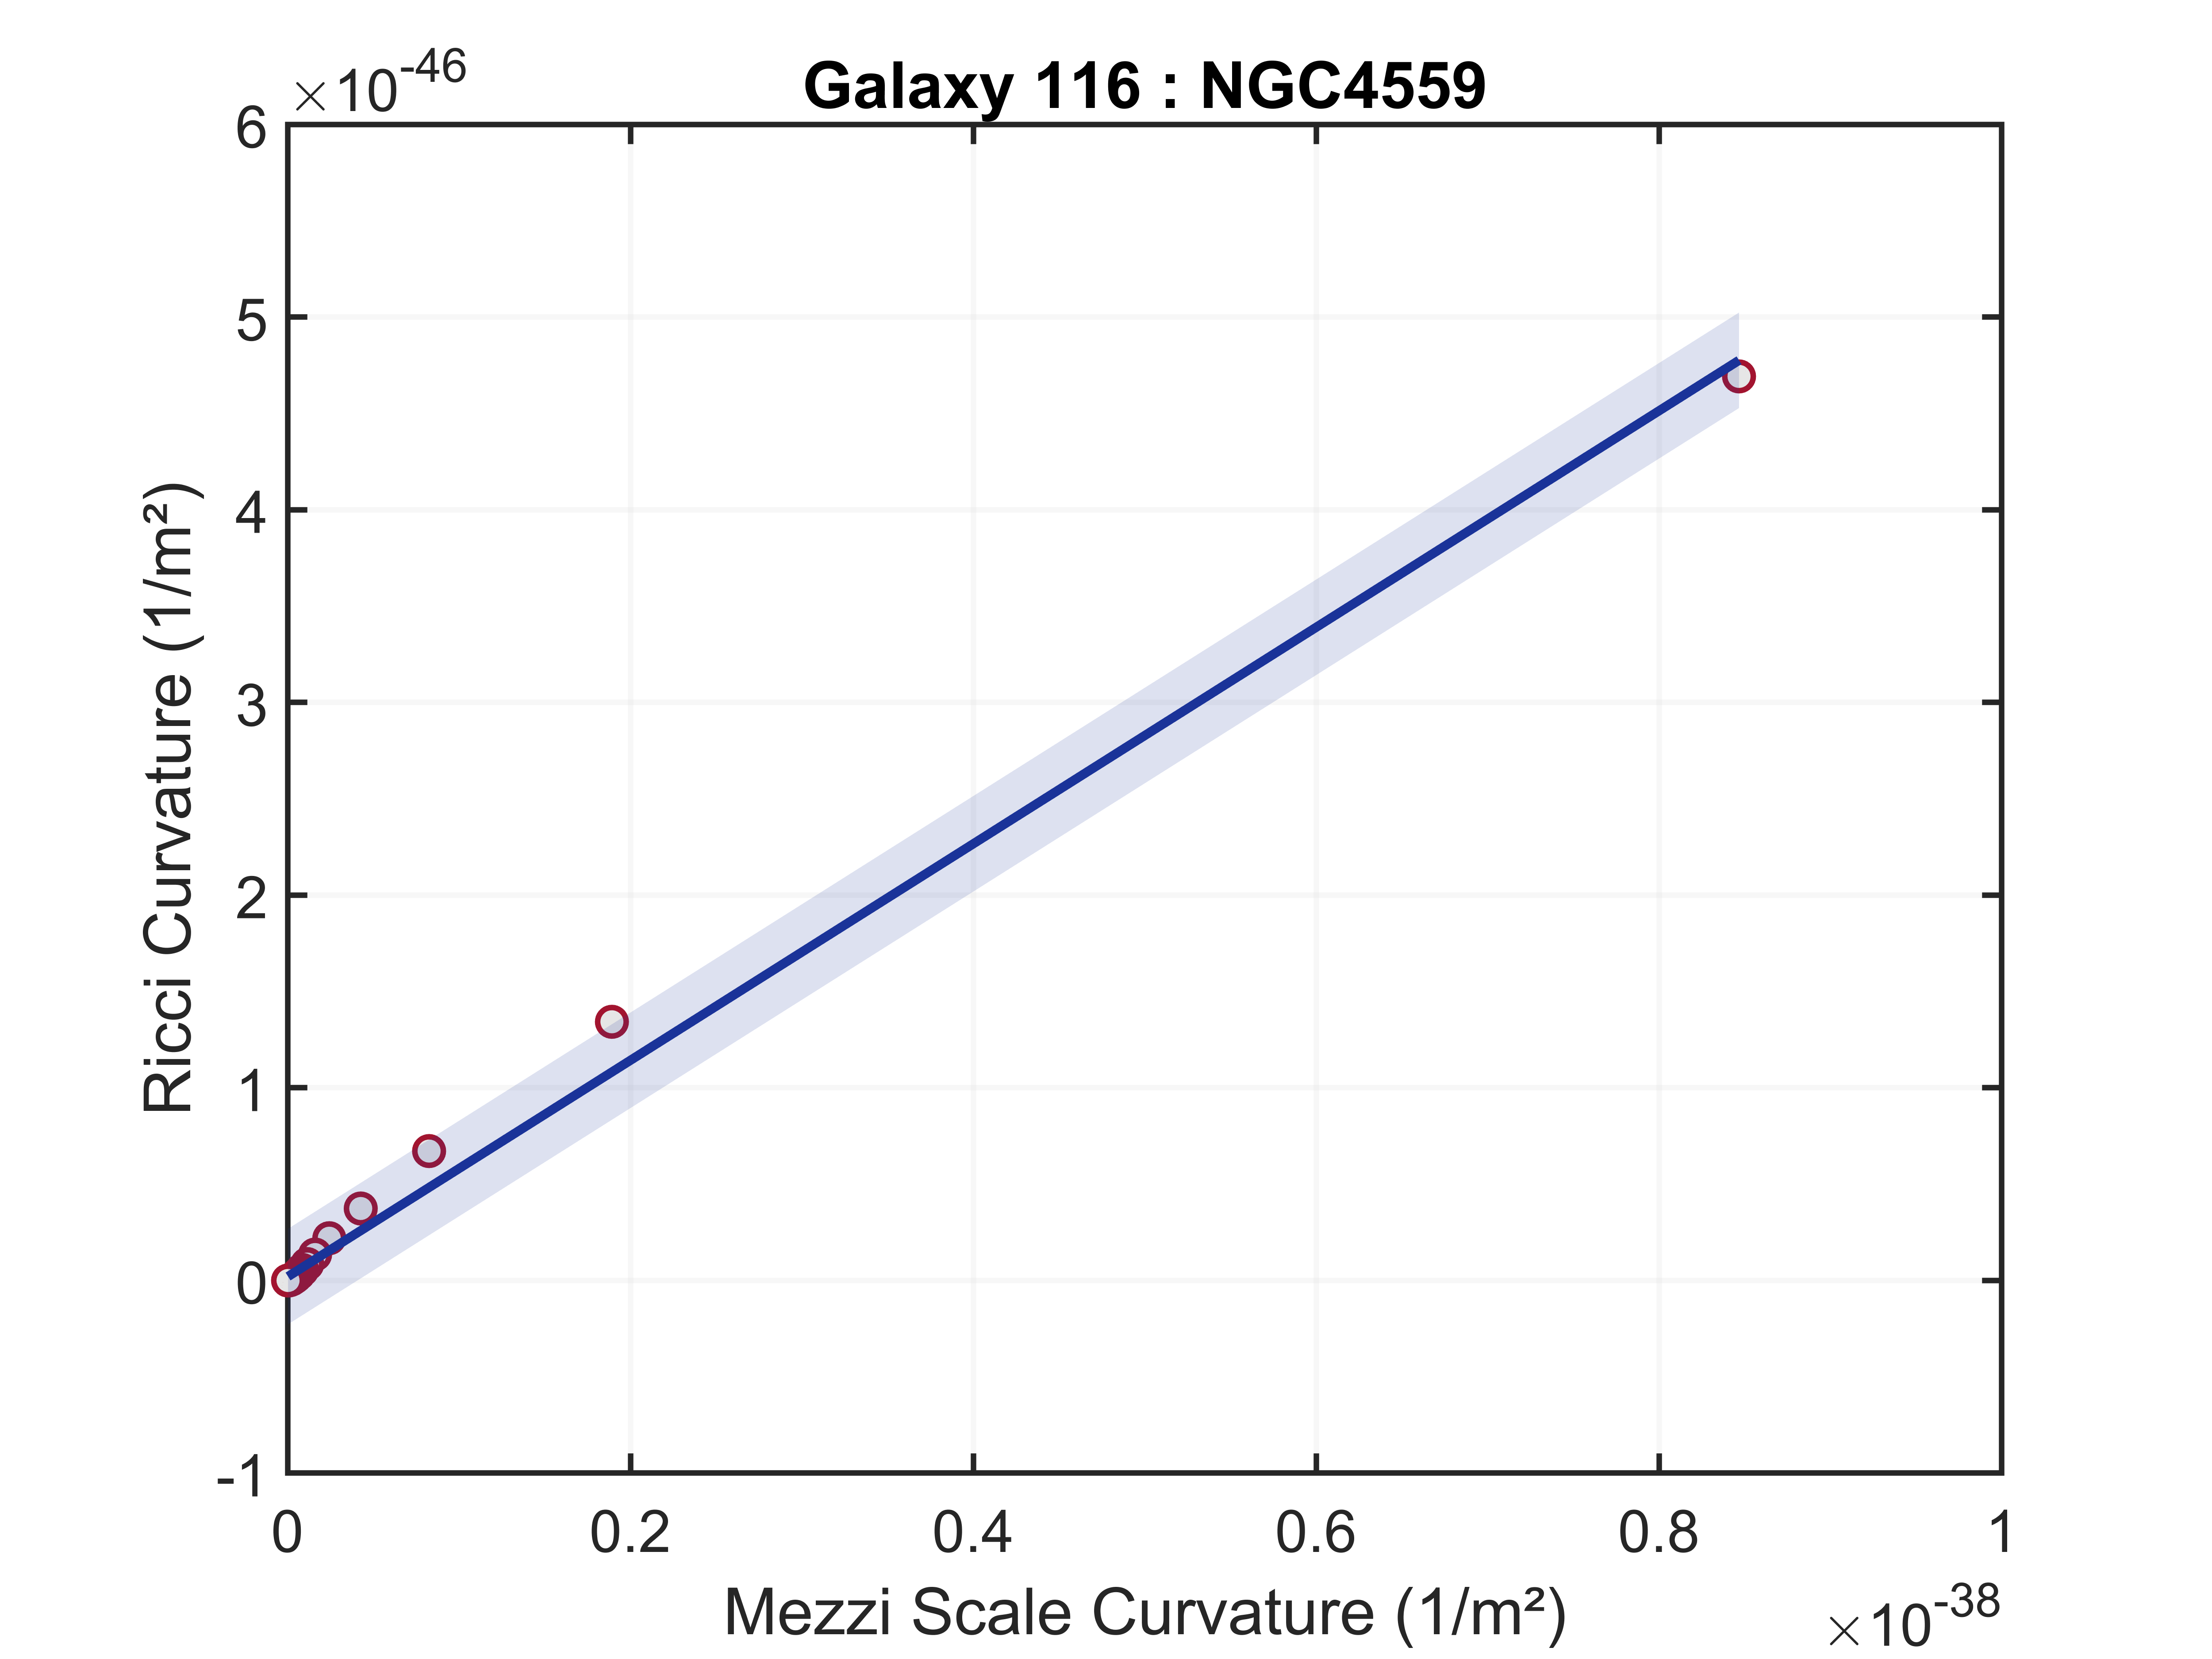 ×10-46
Galaxy 116 : NGC4559
6
5
4
3
2
1
0
-1
Ricci Curvature (1/m²)
0 0.2 0.4 0.6 0.8 1
Mezzi Scale Curvature (1/m²)
×10-38